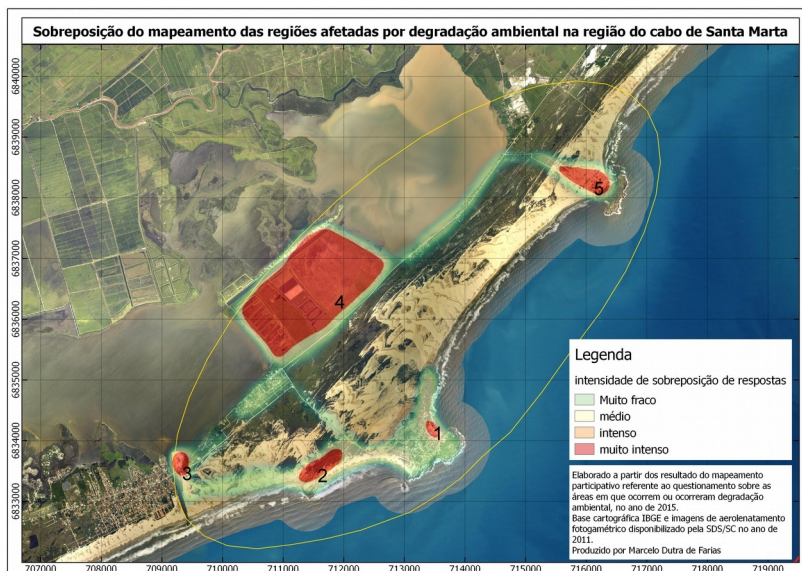 Sobreposição do mapeamento das regiões afetadas por degradação ambiental na região do cabo de Santa Marta
6840000
6839000
6838000
6837000
6836000
6835000
6834000
6833000
5
4
1
2
3
Legenda
intensidade de sobreposição de respostas
Muito fraco
médio
intenso
muito intenso
Elaborado a partir dos resultado do mapeamento
participativo referente ao questionamento sobre as
áreas em que ocorrem ou ocorreram degradação
ambiental, no ano de 2015.
Base cartográfica IBGE e imagens de aerolenatamento
fotogamétrico disponibilizado pela SDS/SC no ano de
2011.
Produzido por Marcelo Dutra de Farias
707000 708000 709000 710000 711000 712000 713000 714000 715000 716000 717000 718000 719000